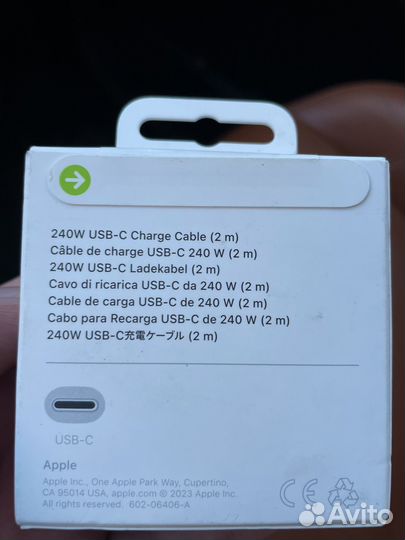 240W USB-C Charge Cable (2 m)
Câble de charge USB-C 240 W (2 m)
240W USB-C Ladekabel (2 m)
Cavo di ricarica USB-C da 240 W (2 m)
Cable de carga USB-C de 240 W (2 m)
Cabo para Recarga USB-C de 240 W (2 m)
240W USB-C充電ケーブル (2 m)
USB-C
Apple
Apple Inc., One Apple Park Way, Cupertino,
CA 95014 USA, apple.com © 2023 Apple Inc.
All rights reserved. 602-06406-A
CE
Avito